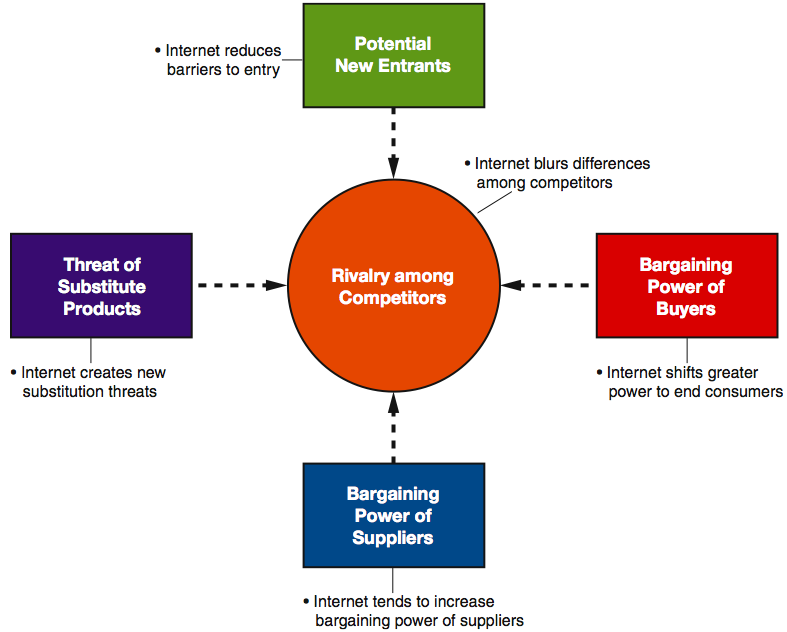 Potential
New Entrants
• Internet reduces
barriers to entry
• Internet blurs differences
among competitors
Threat of
Substitute
Products
Rivalry among
Competitors
Bargaining
Power of
Buyers
• Internet creates new
substitution threats
• Internet shifts greater
power to end consumers
Bargaining
Power of
Suppliers
• Internet tends to increase
bargaining power of suppliers